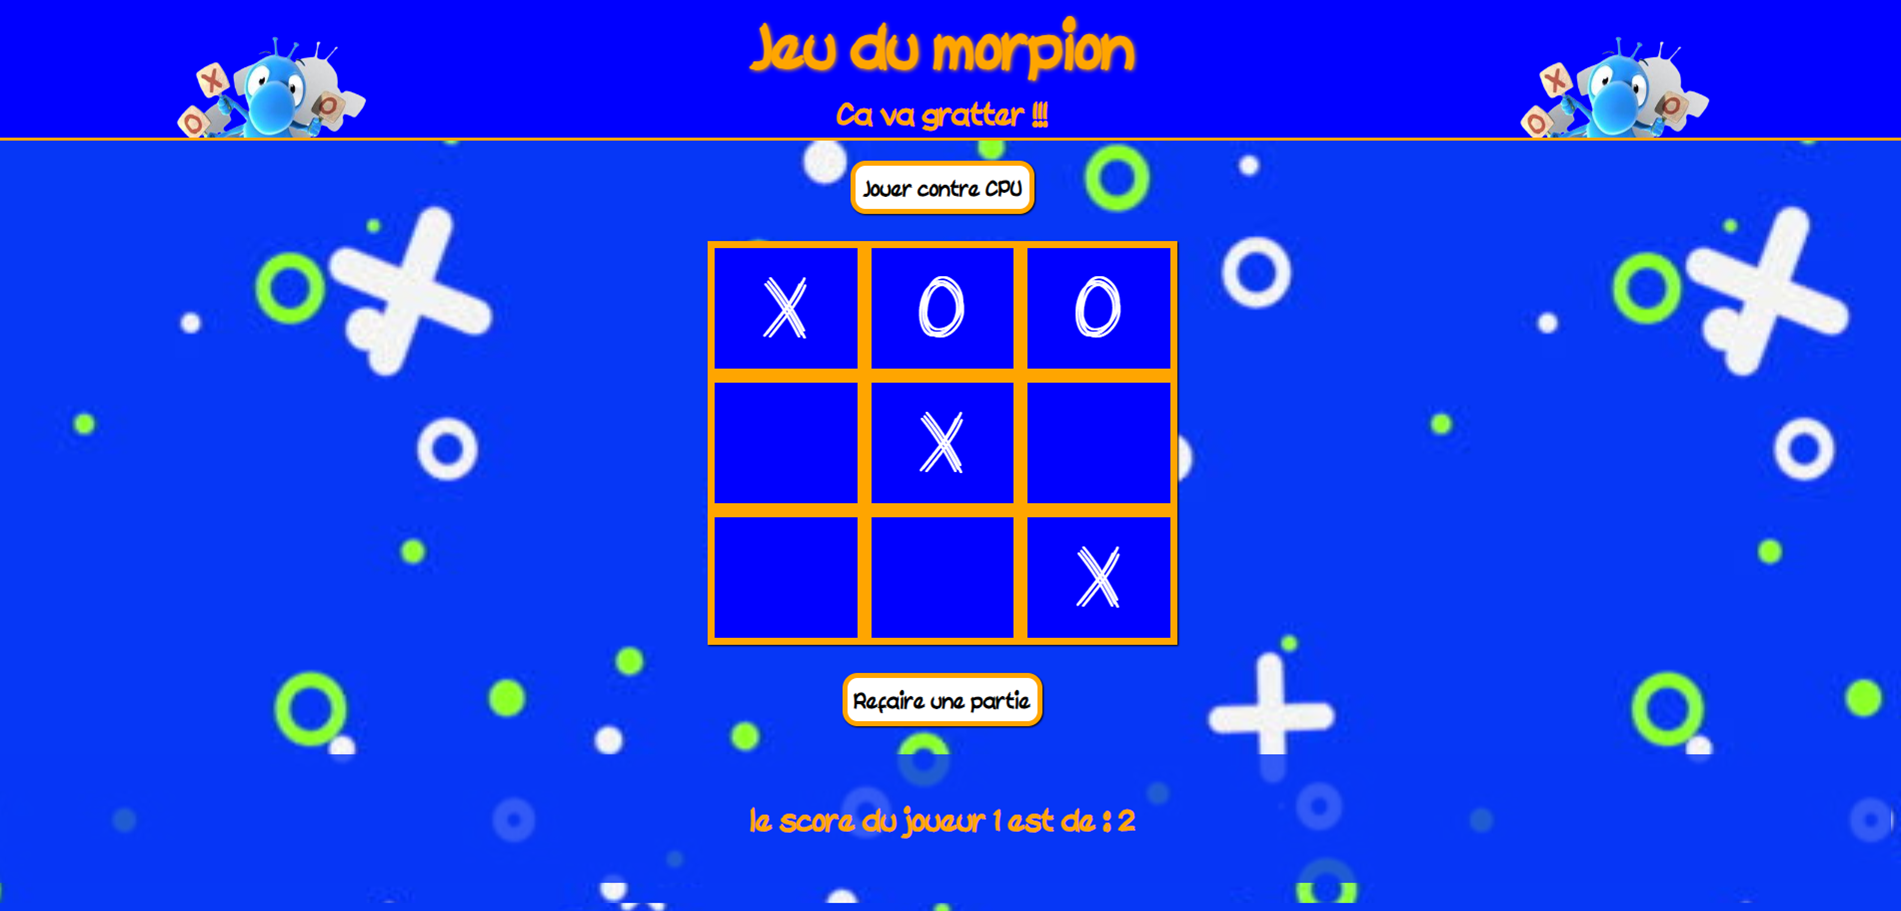 Jeu du morpion
Ca va gratter !!!
X
O
O
X
O
O
Jouer contre CPU
X O O
X
X
Refaire une partie
le score du joueur 1 est de : 2